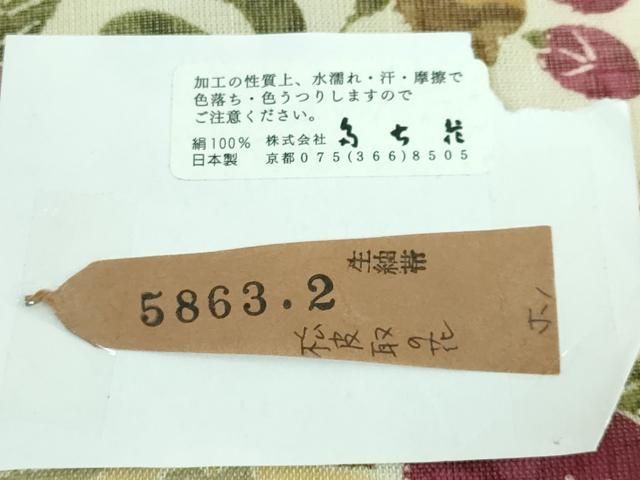 加工の性質上、水濡れ・汗・摩擦で
色落ち・色うつりしますので
ご注意ください。
絹100% 株式会社 
日本製 京都075(366)8505
生紬帯
5863.2
松皮取の花
ホノ